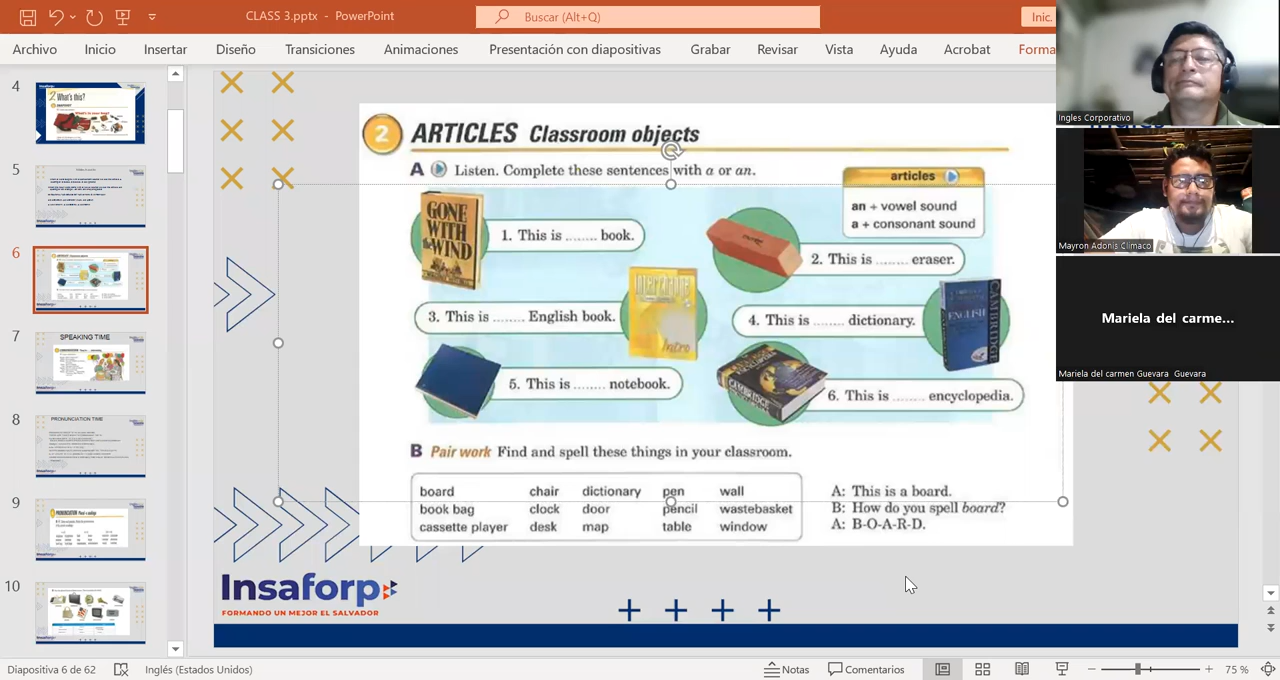 CLASS 3.pptx - PowerPoint
Buscar (Alt+Q)
Inic.
Archivo Inicio Insertar Diseño Transiciones Animaciones Presentación con diapositivas Grabar Revisar Vista Ayuda Acrobat Forma
4
What's this?
5
6
7
SPEAKING TIME
8
PRONUNCIATION TIME
9
10
2 ARTICLES Classroom objects
A Listen. Complete these sentences with a or an.
articles
an + vowel sound
a + consonant sound
GONE WITH the WIND
1. This is ........ book.
2. This is ........ eraser.
3. This is ........ English book.
Interchange
Intro
4. This is ........ dictionary.
ENGLISH
CAMBRIDGE
5. This is ........ notebook.
6. This is ........ encyclopedia.
B Pair work Find and spell these things in your classroom.
board chair dictionary pen wall
book bag clock door pencil wastebasket
cassette player desk map table window
A: This is a board.
B: How do you spell board?
A: B-O-A-R-D.
Insaforp
FORMANDO UN MEJOR EL SALVADOR
Ingles Corporativo
Mayron Adonis Climaco
Mariela del carme...
Mariela del carmen Guevara Guevara
Diapositiva 6 de 62 Inglés (Estados Unidos) Notas Comentarios 75 %